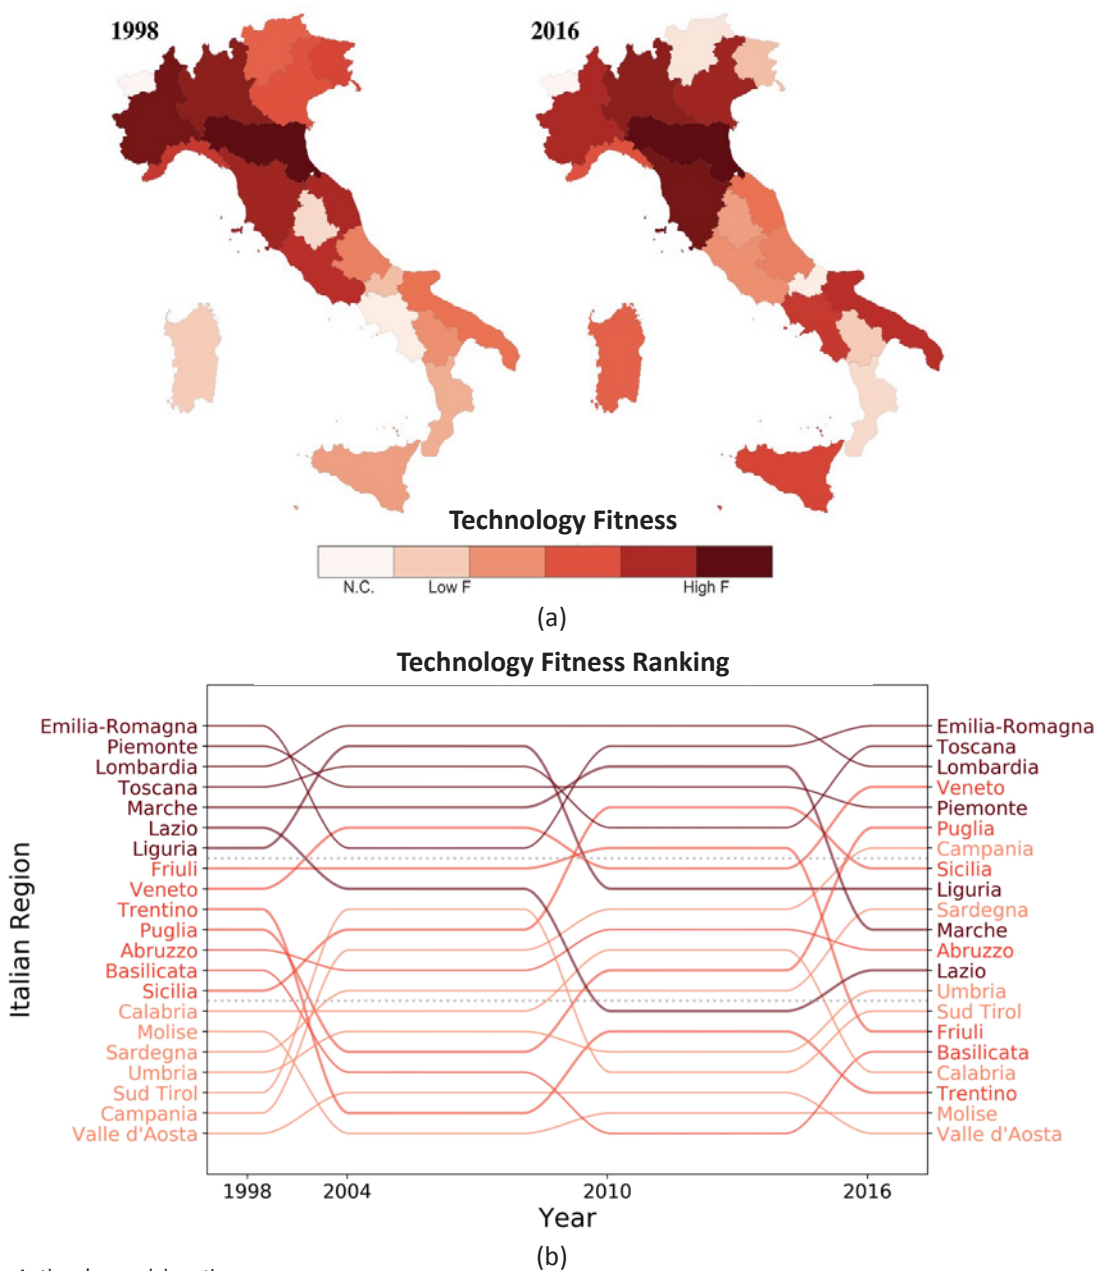 1998
2016
Technology Fitness
N.C.
Low F
High F
(a)
Technology Fitness Ranking
Italian Region
Emilia-Romagna
Piemonte
Lombardia
Toscana
Marche
Lazio
Liguria
Friuli
Veneto
Trentino
Puglia
Abruzzo
Basilicata
Sicilia
Calabria
Molise
Sardegna
Umbria
Sud Tirol
Campania
Valle d'Aosta
Emilia-Romagna
Toscana
Lombardia
Veneto
Piemonte
Puglia
Campania
Sicilia
Liguria
Sardegna
Marche
Abruzzo
Lazio
Umbria
Sud Tirol
Friuli
Basilicata
Calabria
Trentino
Molise
Valle d'Aosta
1998
2004
2010
2016
Year
(b)